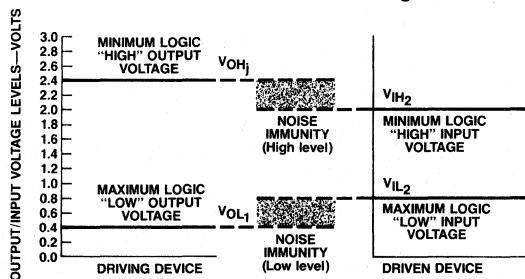 OUTPUT/INPUT VOLTAGE LEVELS—VOLTS
3.0
2.8
2.6
2.4
2.2
2.0
1.8
1.6
1.4
1.2
1.0
0.8
0.6
0.4
0.2
0.0
MINIMUM LOGIC
"HIGH" OUTPUT
VOLTAGE
VOHj
NOISE
IMMUNITY
(High level)
VIH2
MINIMUM LOGIC
"HIGH" INPUT
VOLTAGE
MAXIMUM LOGIC
"LOW" OUTPUT
VOLTAGE
VOL1
NOISE
IMMUNITY
(Low level)
VIL2
MAXIMUM LOGIC
"LOW" INPUT
VOLTAGE
DRIVING DEVICE
DRIVEN DEVICE